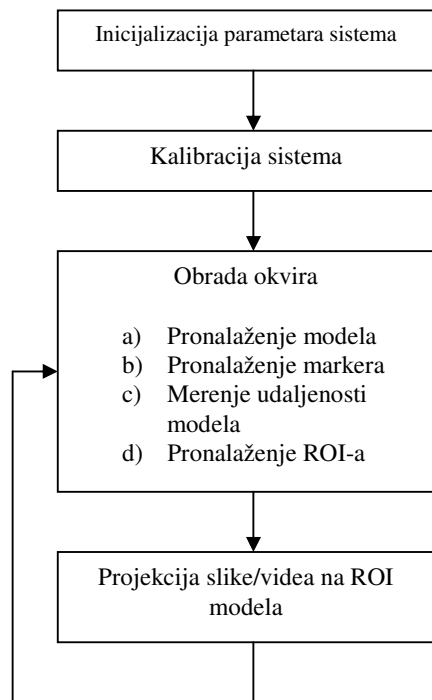 Inicijalizacija parametara sistema
Kalibracija sistema
Obrada okvira
a) Pronalaženje modela
b) Pronalaženje markera
c) Merenje udaljenosti
modela
d) Pronalaženje ROI-a
Projekcija slike/videa na ROI
modela